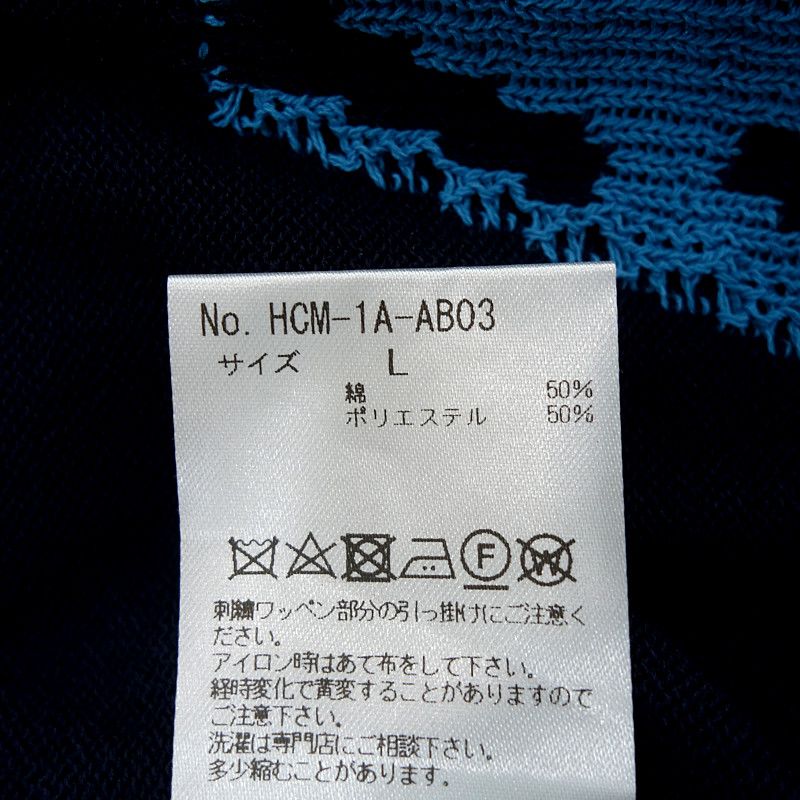 No. HCM-1A-AB03
サイズ L
綿 50%
ポリエステル 50%
F W
刺繍ワッペン部分の引っ掛けにご注意く
ださい。
アイロン時はあて布をして下さい。
経時変化で黄変することがありますので
ご注意下さい。
洗濯は専門店にご相談下さい。
多少縮むことがあります。